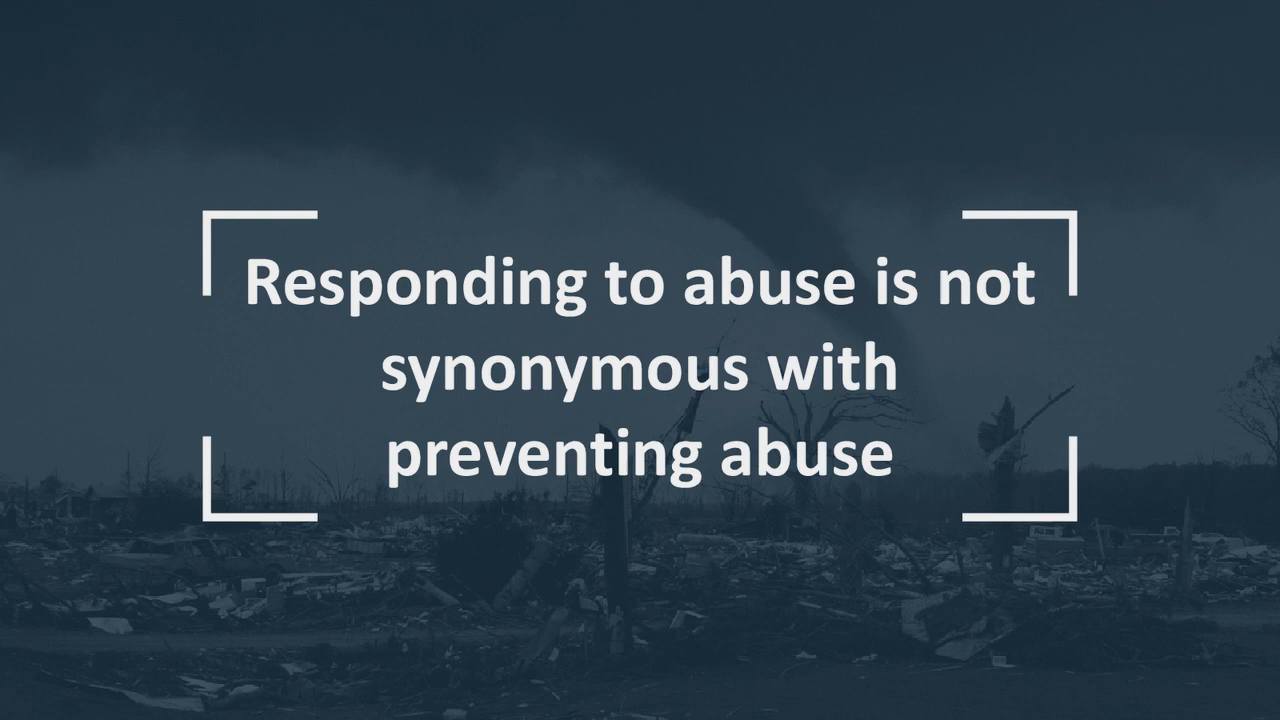 Responding to abuse is not
synonymous with
preventing abuse